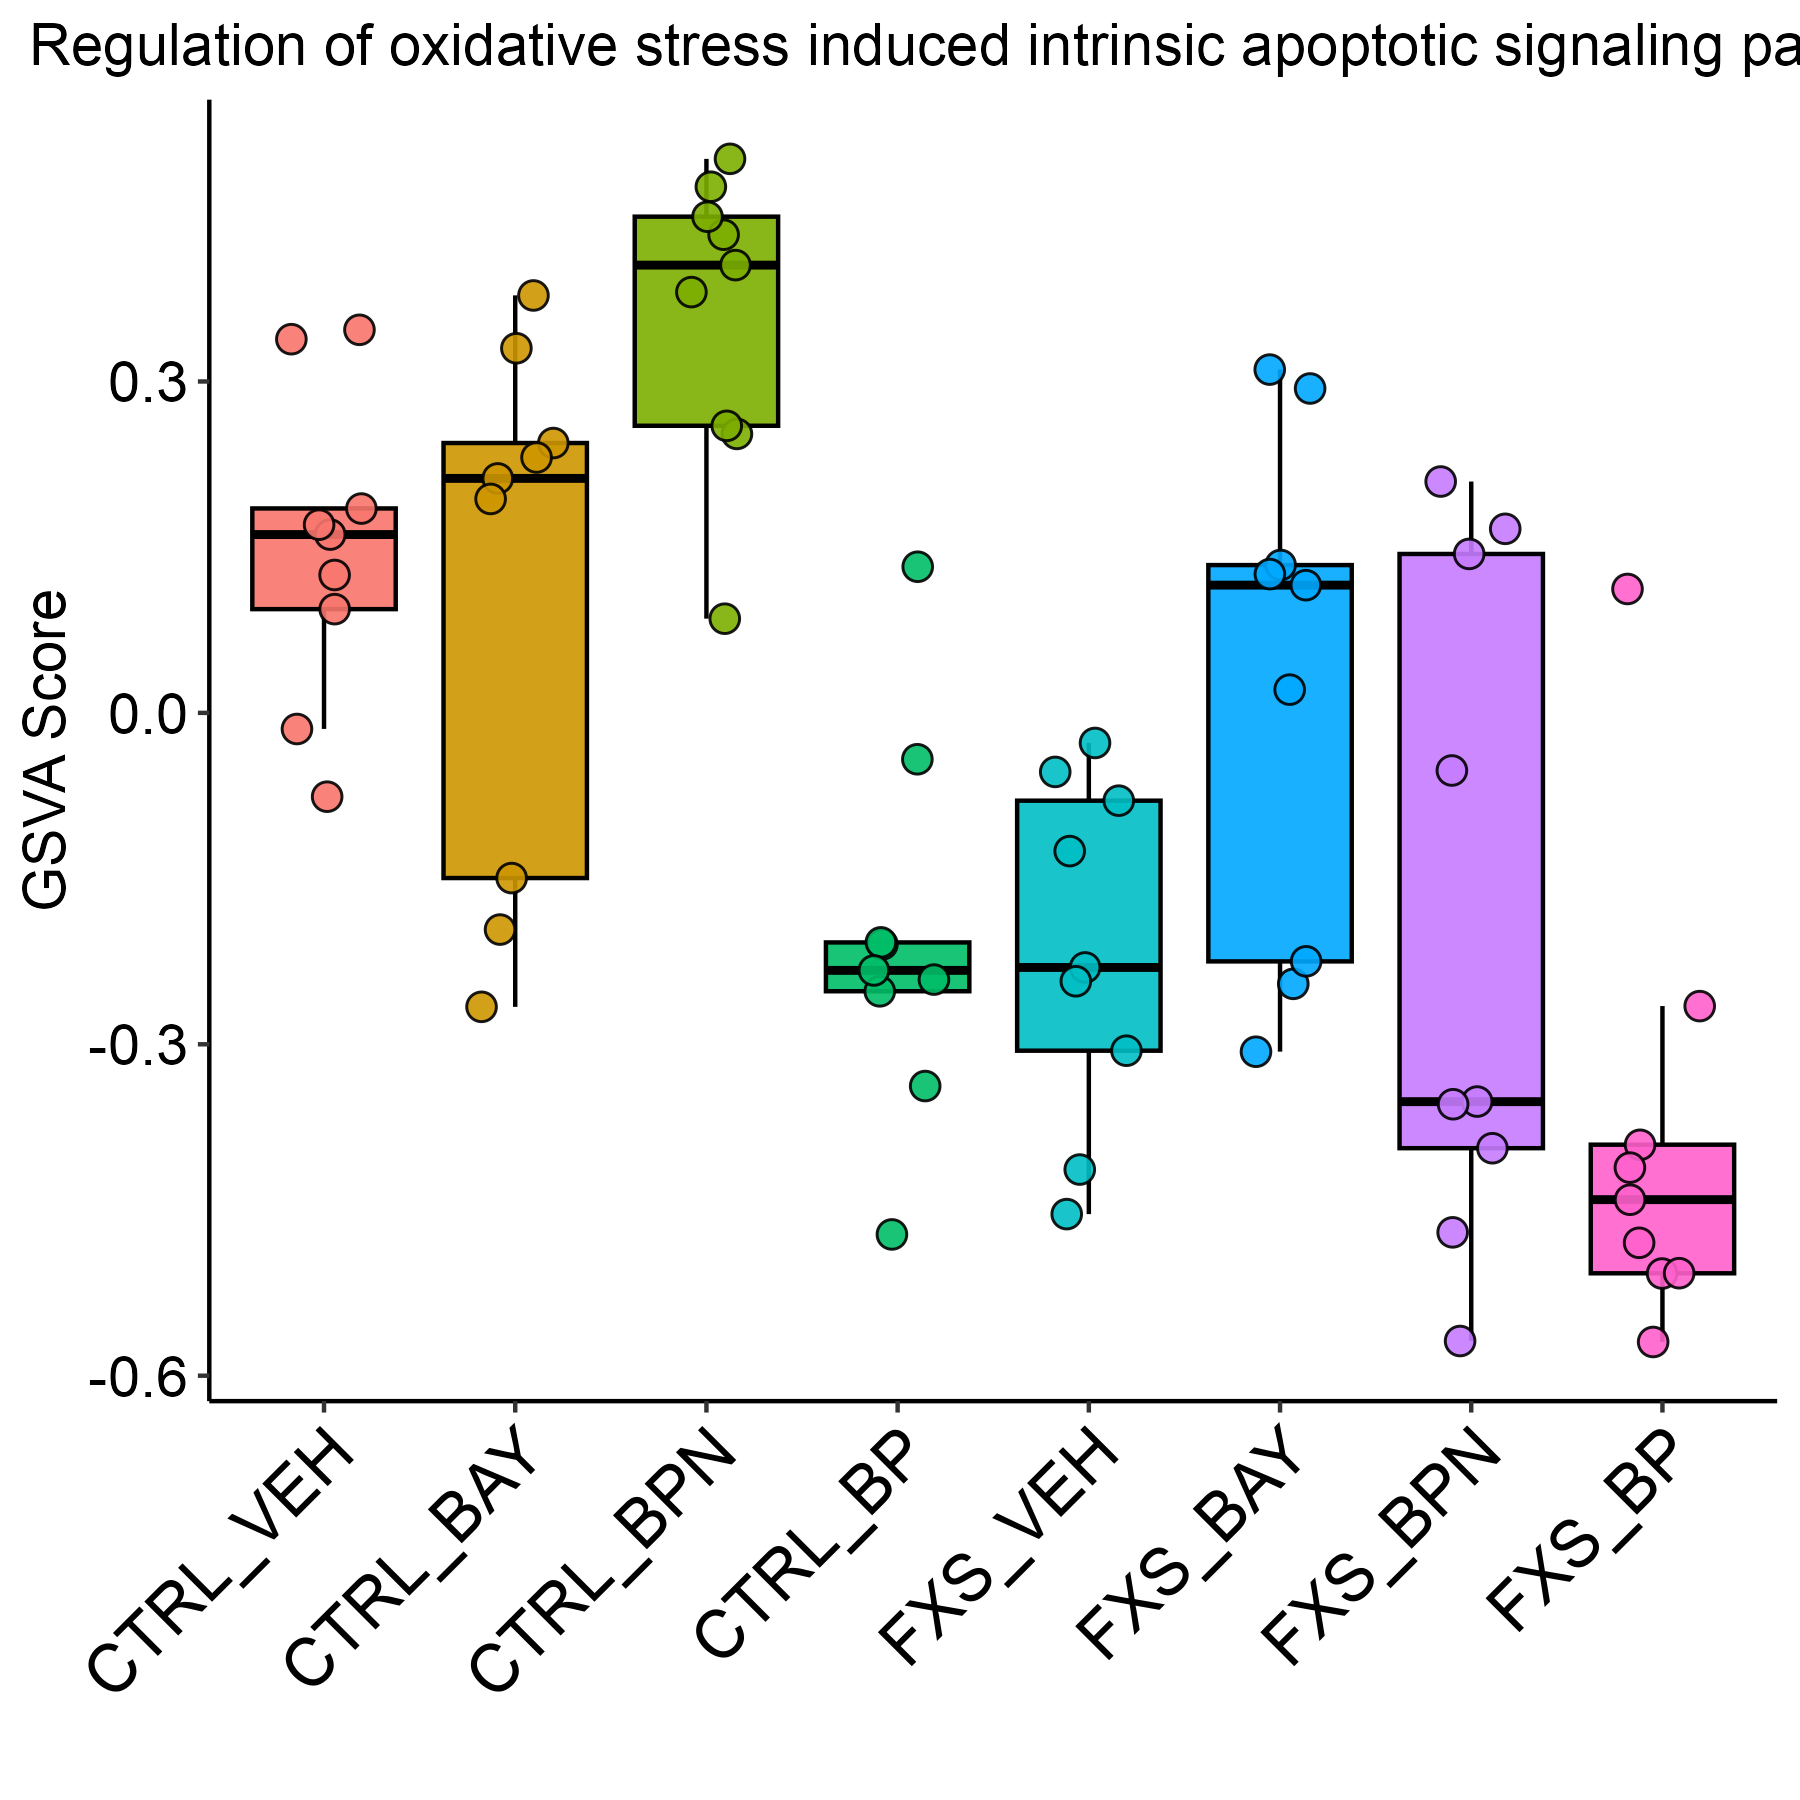 Regulation of oxidative stress induced intrinsic apoptotic signaling pa
GSVA Score
0.3
0.0
-0.3
-0.6
CTRL_VEH
CTRL_BAY
CTRL_BPN
CTRL_BP
FXS_VEH
FXS_BAY
FXS_BPN
FXS_BP